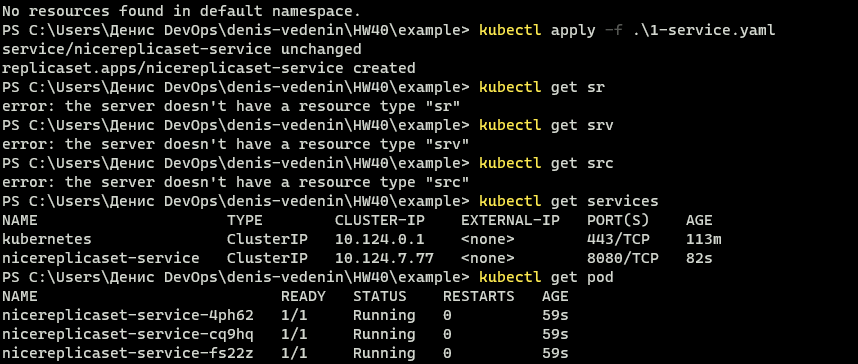 No resources found in default namespace.
PS C:\Users\Денис DevOps\denis-vedenin\HW40\example> kubectl apply -f .\1-service.yaml
service/nicereplicaset-service unchanged
replicaset.apps/nicereplicaset-service created
PS C:\Users\Денис DevOps\denis-vedenin\HW40\example> kubectl get sr
error: the server doesn't have a resource type "sr"
PS C:\Users\Денис DevOps\denis-vedenin\HW40\example> kubectl get srv
error: the server doesn't have a resource type "srv"
PS C:\Users\Денис DevOps\denis-vedenin\HW40\example> kubectl get src
error: the server doesn't have a resource type "src"
PS C:\Users\Денис DevOps\denis-vedenin\HW40\example> kubectl get services
NAME                     TYPE        CLUSTER-IP    EXTERNAL-IP   PORT(S)    AGE
kubernetes               ClusterIP   10.124.0.1    <none>        443/TCP    113m
nicereplicaset-service   ClusterIP   10.124.7.77   <none>        8080/TCP   82s
PS C:\Users\Денис DevOps\denis-vedenin\HW40\example> kubectl get pod
NAME                           READY   STATUS    RESTARTS   AGE
nicereplicaset-service-4ph62   1/1     Running   0          59s
nicereplicaset-service-cq9hq   1/1     Running   0          59s
nicereplicaset-service-fs22z   1/1     Running   0          59s